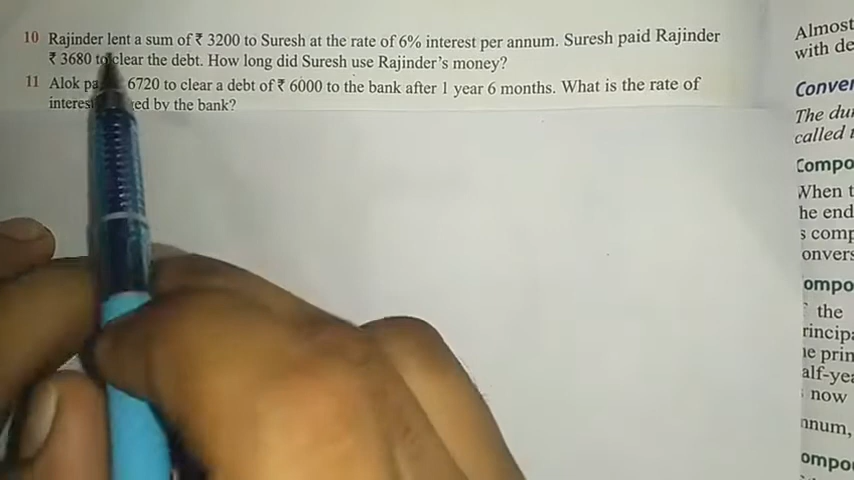 10 Rajinder lent a sum of ₹ 3200 to Suresh at the rate of 6% interest per annum. Suresh paid Rajinder
₹ 3680 to clear the debt. How long did Suresh use Rajinder's money?
11 Alok 6720 to clear a debt of ₹ 6000 to the bank after 1 year 6 months. What is the rate of
by the bank?
Almost
with de
Conver
The du
called
Compo
When t
he end
s comp
onvers
ompo
the
rincip
ne prin
alf-yea
now
nnum,
ompo